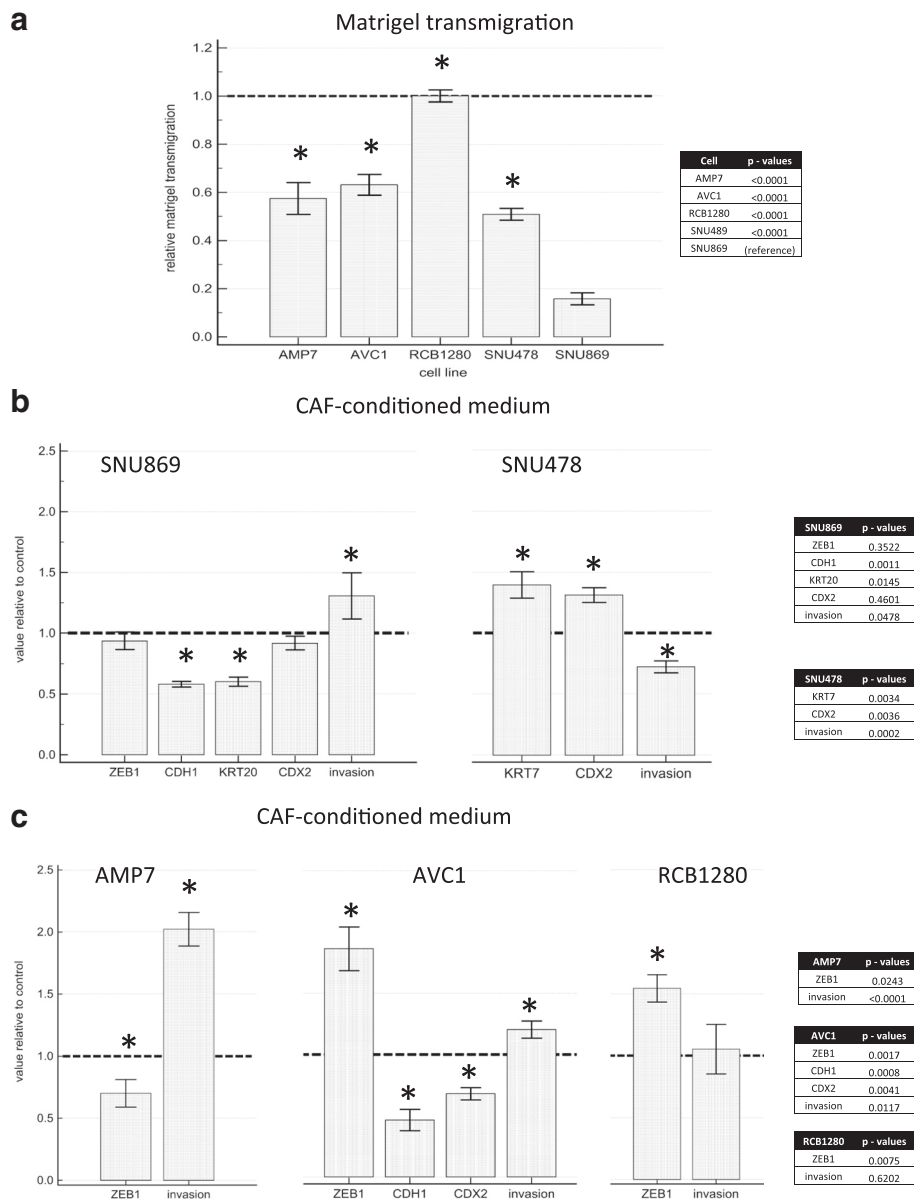 a
Matrigel transmigration
relative matrigel transmigration
1.2
1.0
0.8
0.6
0.4
0.2
0.0
* * * *
AMP7 AVC1 RCB1280 SNU478 SNU869
cell line
Cell p - values
AMP7 <0.0001
AVC1 <0.0001
RCB1280 <0.0001
SNU489 <0.0001
SNU869 (reference)
b
CAF-conditioned medium
value relative to control
2.5
2.0
1.5
1.0
0.5
0.0
SNU869
* * *
ZEB1 CDH1 KRT20 CDX2 invasion
SNU478
* * *
KRT7 CDX2 invasion
SNU869 p - values
ZEB1 0.3522
CDH1 0.0011
KRT20 0.0145
CDX2 0.4601
invasion 0.0478
SNU478 p - values
KRT7 0.0034
CDX2 0.0036
invasion 0.0002
c
CAF-conditioned medium
value relative to control
2.5
2.0
1.5
1.0
0.5
0.0
AMP7
* *
ZEB1 invasion
AVC1
* * * *
ZEB1 CDH1 CDX2 invasion
RCB1280
*
ZEB1 invasion
AMP7 p - values
ZEB1 0.0243
invasion <0.0001
AVC1 p - values
ZEB1 0.0017
CDH1 0.0008
CDX2 0.0041
invasion 0.0117
RCB1280 p - values
ZEB1 0.0075
invasion 0.6202